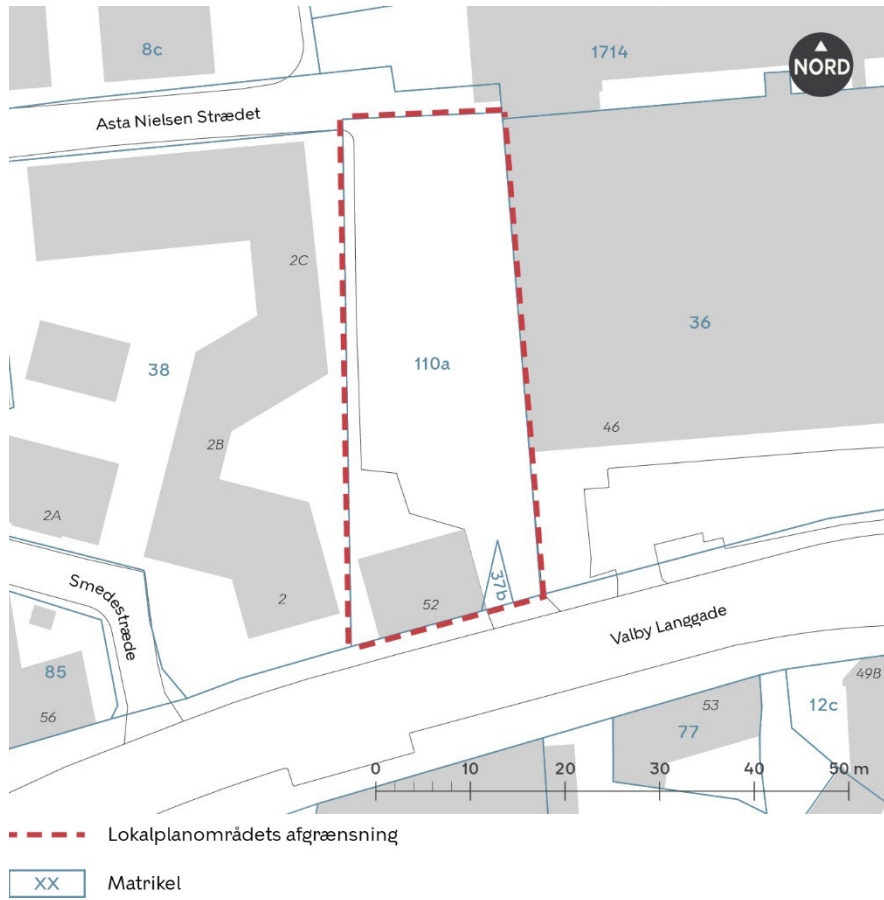 8c
1714
NORD
Asta Nielsen Strædet
2C
36
38
110a
2B
46
2A
37b
Smedestræde
2
52
Valby Langgade
85
56
49B
53
12c
77
0 10 20 30 40 50 m
Lokalplanområdets afgrænsning
XX Matrikel